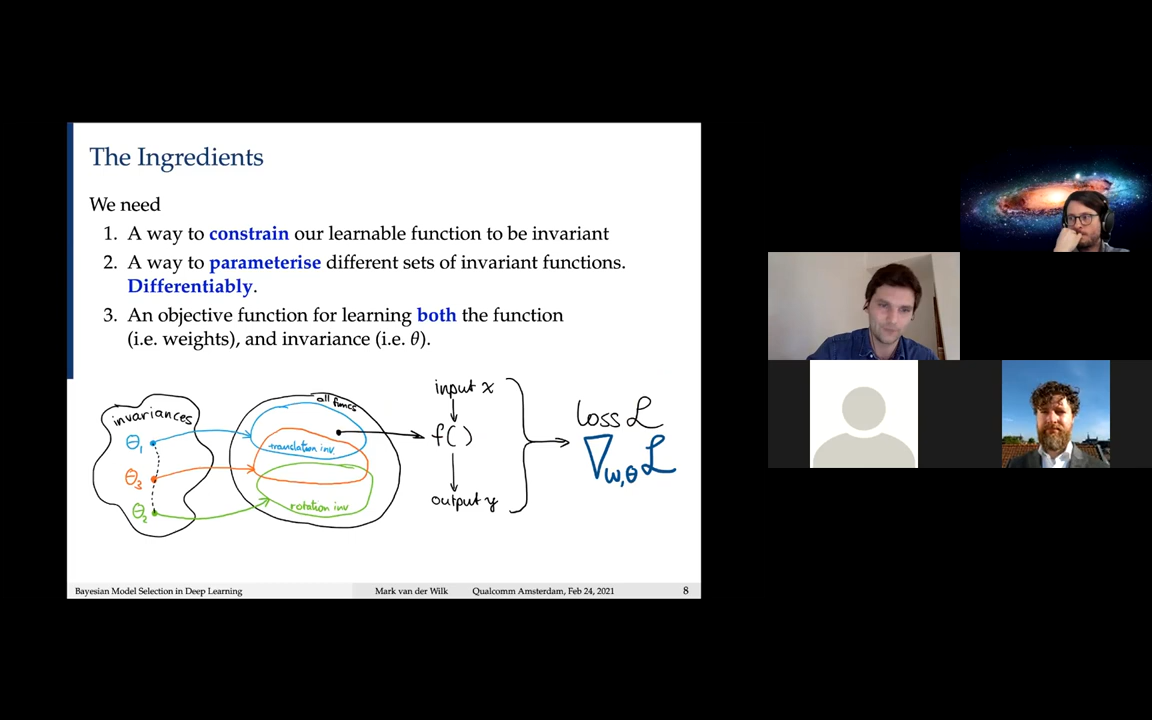 The Ingredients
We need
1. A way to constrain our learnable function to be invariant
2. A way to parameterise different sets of invariant functions.
Differentiably.
3. An objective function for learning both the function
(i.e. weights), and invariance (i.e. θ).
invariances
θ₁
θ₃
θ₂
all funcs
translation inv
rotation inv
input x
f()
output y
loss ℒ
∇w,θ ℒ
Bayesian Model Selection in Deep Learning
Mark van der Wilk
Qualcomm Amsterdam, Feb 24, 2021
8